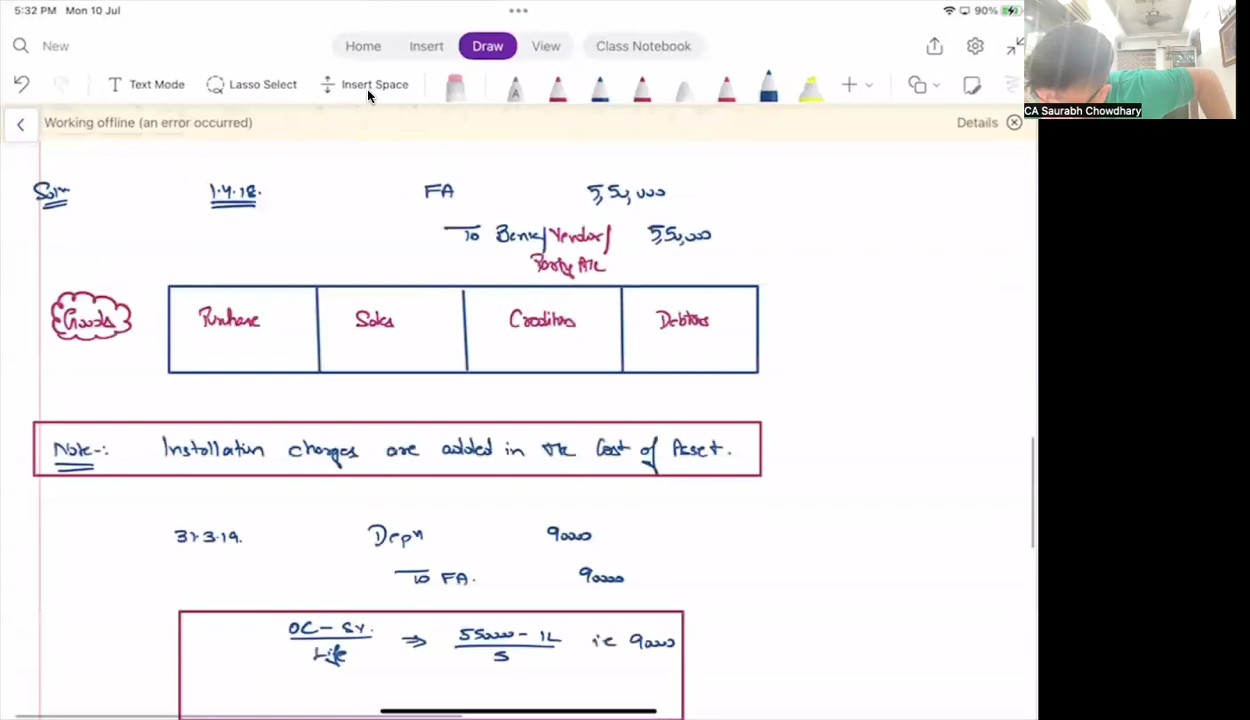 5:32 PM Mon 10 Jul
90%
New
Home Insert Draw View Class Notebook
Text Mode Lasso Select Insert Space
A
CA Saurabh Chowdhary
Working offline (an error occurred) Details
Soln 1.4.18. FA 5,50,000
To Bank/Vendor/ 5,50,000
Party A/c
Goods Purchase Sales Creditors Debtors
Note-: Installation charges are added in the Cost of Asset.
31.3.19. Depn 90000
To FA. 90000
OC - SV. ⇒ 550000 - 1L ie 90000
Life 5